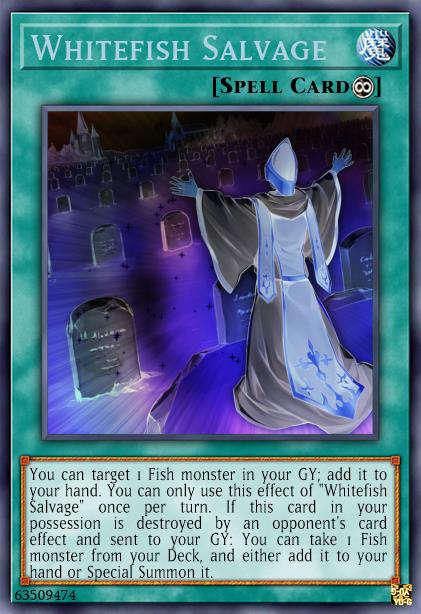 WHITEFISH SALVAGE
[SPELL CARD]
You can target 1 Fish monster in your GY; add it to
your hand. You can only use this effect of "Whitefish
Salvage" once per turn. If this card in your
possession is destroyed by an opponent's card
effect and sent to your GY: You can take 1 Fish
monster from your Deck, and either add it to your
hand or Special Summon it.
63509474